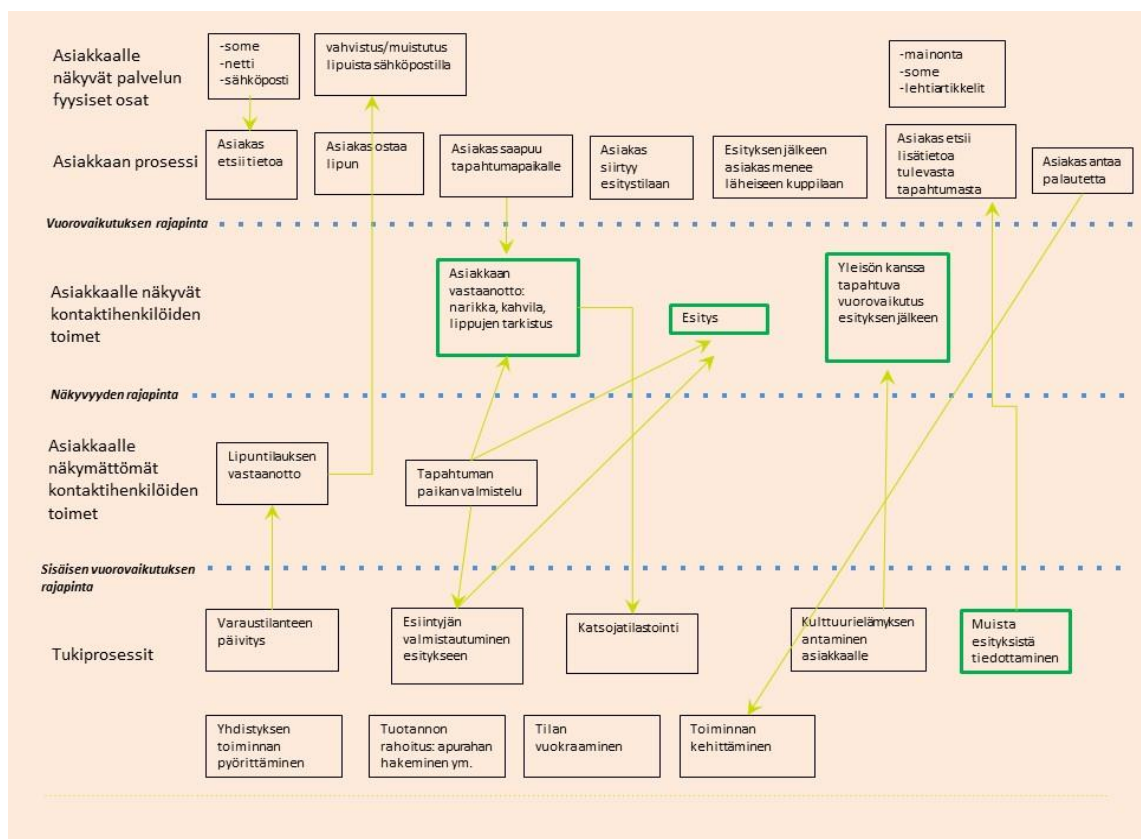 Asiakkaalle
näkyvät palvelun
fyysiset osat
-some
-netti
-sähköposti
vahvistus/muistutus
lipuista sähköpostilla
-mainonta
-some
-lehtiartikkelit
Asiakkaan prosessi
Asiakas
etsii tietoa
Asiakas ostaa
lipun
Asiakas saapuu
tapahtumapaikalle
Asiakas
siirtyy
esitystilaan
Esityksen jälkeen
asiakas menee
läheiseen kuppilaan
Asiakas etsii
lisätietoa
tulevasta
tapahtumasta
Asiakas antaa
palautetta
Vuorovaikutuksen rajapinta
Asiakkaalle näkyvät
kontaktihenkilöiden
toimet
Asiakkaan
vastaanotto:
narikka, kahvila,
lippujen tarkistus
Esitys
Yleisön kanssa
tapahtuva
vuorovaikutus
esityksen jälkeen
Näkyvyyden rajapinta
Asiakkaalle
näkymättömät
kontaktihenkilöiden
toimet
Lipuntilauksen
vastaanotto
Tapahtuman
paikan valmistelu
Sisäisen vuorovaikutuksen
rajapinta
Tukiprosessit
Varaustilanteen
päivitys
Esiintyjän
valmistautuminen
esitykseen
Katsojatilastointi
Kulttuurielämyksen
antaminen
asiakkaalle
Muista
esityksistä
tiedottaminen
Yhdistyksen
toiminnan
pyörittäminen
Tuotannon
rahoitus: apurahan
hakeminen ym.
Tilan
vuokraaminen
Toiminnan
kehittäminen